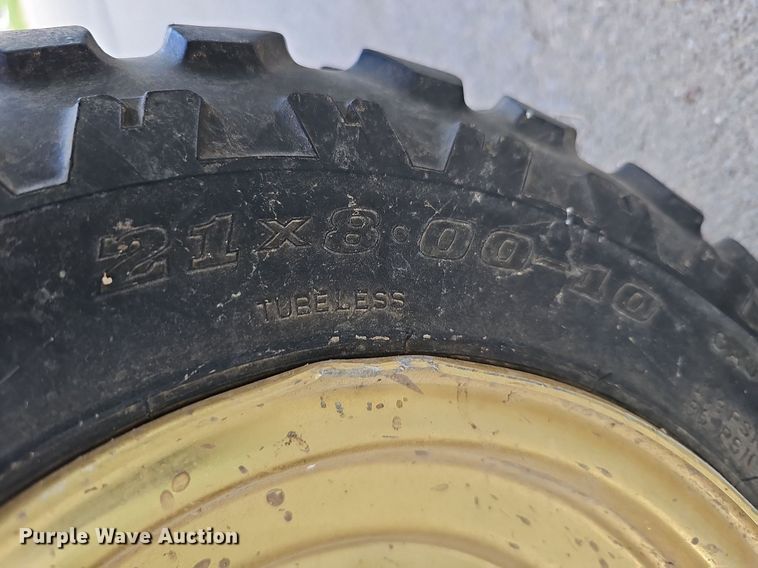 21x8.00-10
TUBELESS
Purple Wave Auction